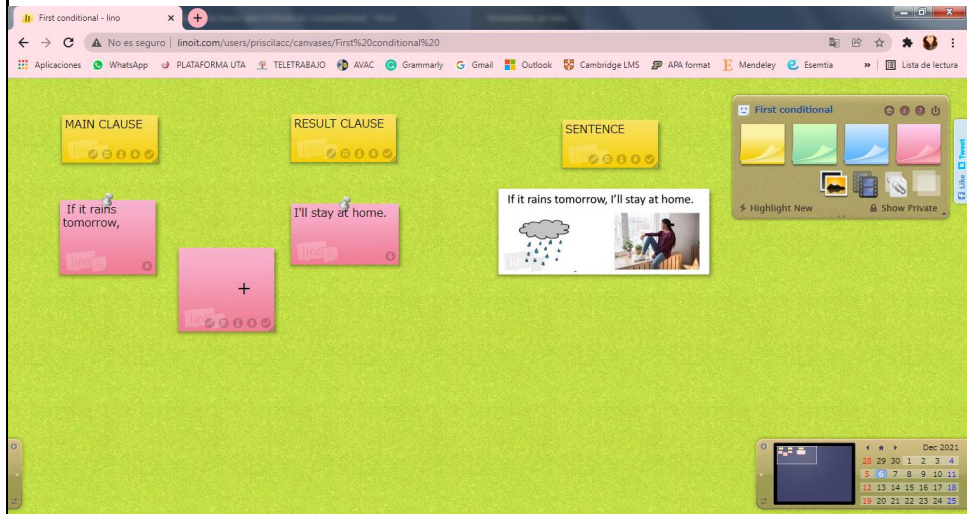 First conditional - lino
No es seguro | linoit.com/users/priscilacc/canvases/First%20conditional%20
Aplicaciones WhatsApp PLATAFORMA UTA TELETRABAJO AVAC Grammarly Gmail Outlook Cambridge LMS APA format Mendeley Esemtia » Lista de lectura
MAIN CLAUSE
RESULT CLAUSE
SENTENCE
First conditional
Highlight New
Show Private
Tweet
Like
If it rains
tomorrow,
I'll stay at home.
If it rains tomorrow, I'll stay at home.
lino
Dec 2021
28 29 30 1 2 3 4
5 6 7 8 9 10 11
12 13 14 15 16 17 18
19 20 21 22 23 24 25